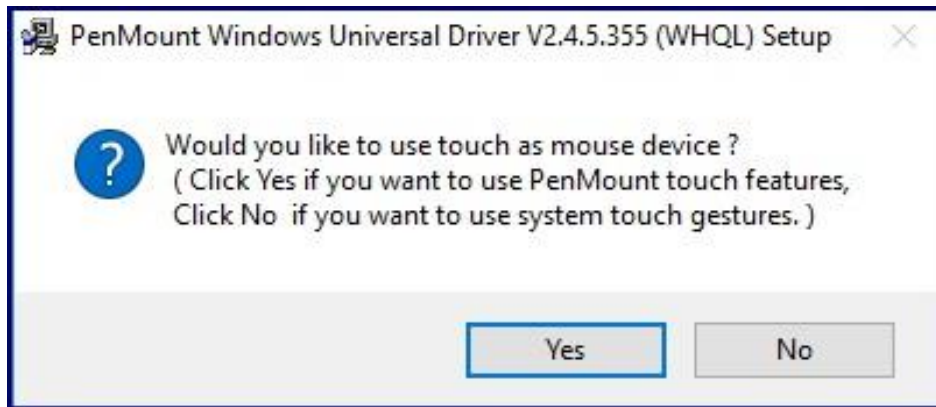 PenMount Windows Universal Driver V2.4.5.355 (WHQL) Setup
?
Would you like to use touch as mouse device ?
( Click Yes if you want to use PenMount touch features,
Click No  if you want to use system touch gestures. )
Yes
No